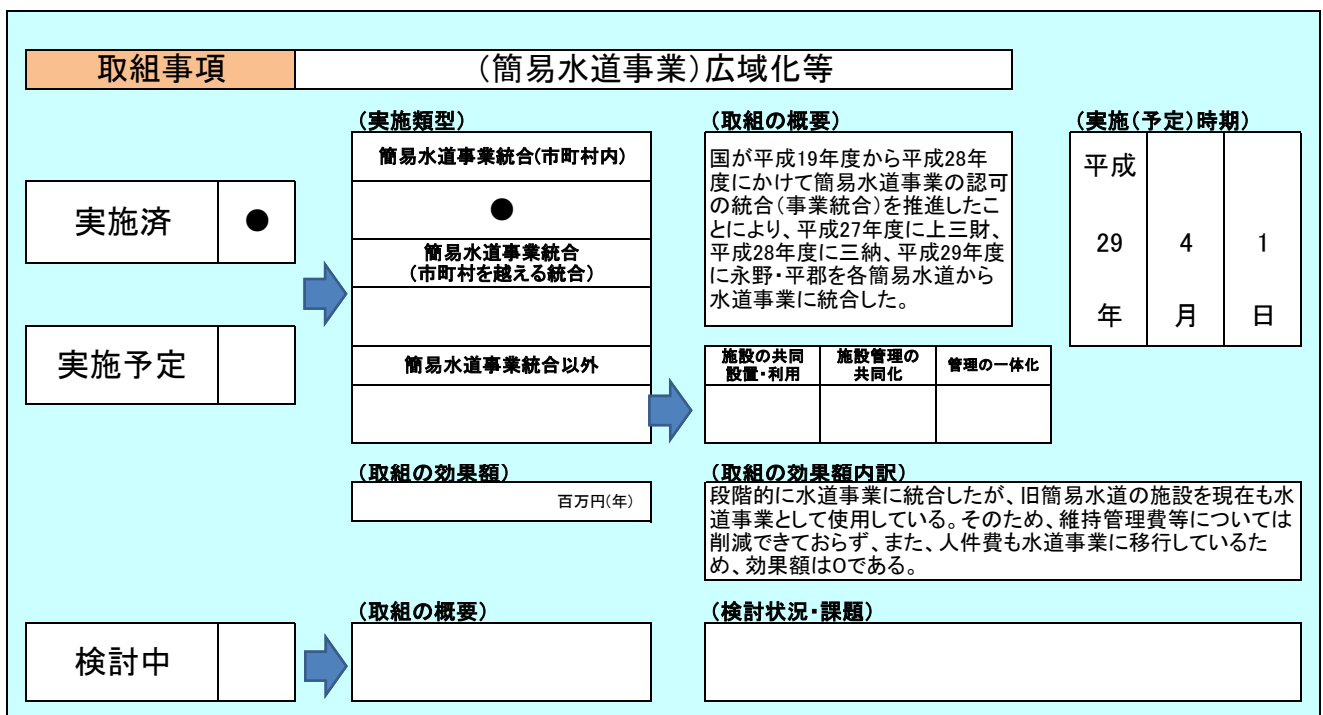 取組事項
(簡易水道事業)広域化等
(実施類型)
(取組の概要)
(実施(予定)時期)
実施済
●
簡易水道事業統合(市町村内)
●
簡易水道事業統合
(市町村を越える統合)
簡易水道事業統合以外
国が平成19年度から平成28年
度にかけて簡易水道事業の認可
の統合(事業統合)を推進したこ
とにより、平成27年度に上三財、
平成28年度に三納、平成29年度
に永野・平郡を各簡易水道から
水道事業に統合した。
平成
29 4 1
年 月 日
実施予定
施設の共同
設置・利用
施設管理の
共同化
管理の一体化
(取組の効果額)
百万円(年)
(取組の効果額内訳)
段階的に水道事業に統合したが、旧簡易水道の施設を現在も水
道事業として使用している。そのため、維持管理費等については
削減できておらず、また、人件費も水道事業に移行しているた
め、効果額は0である。
検討中
(取組の概要)
(検討状況・課題)